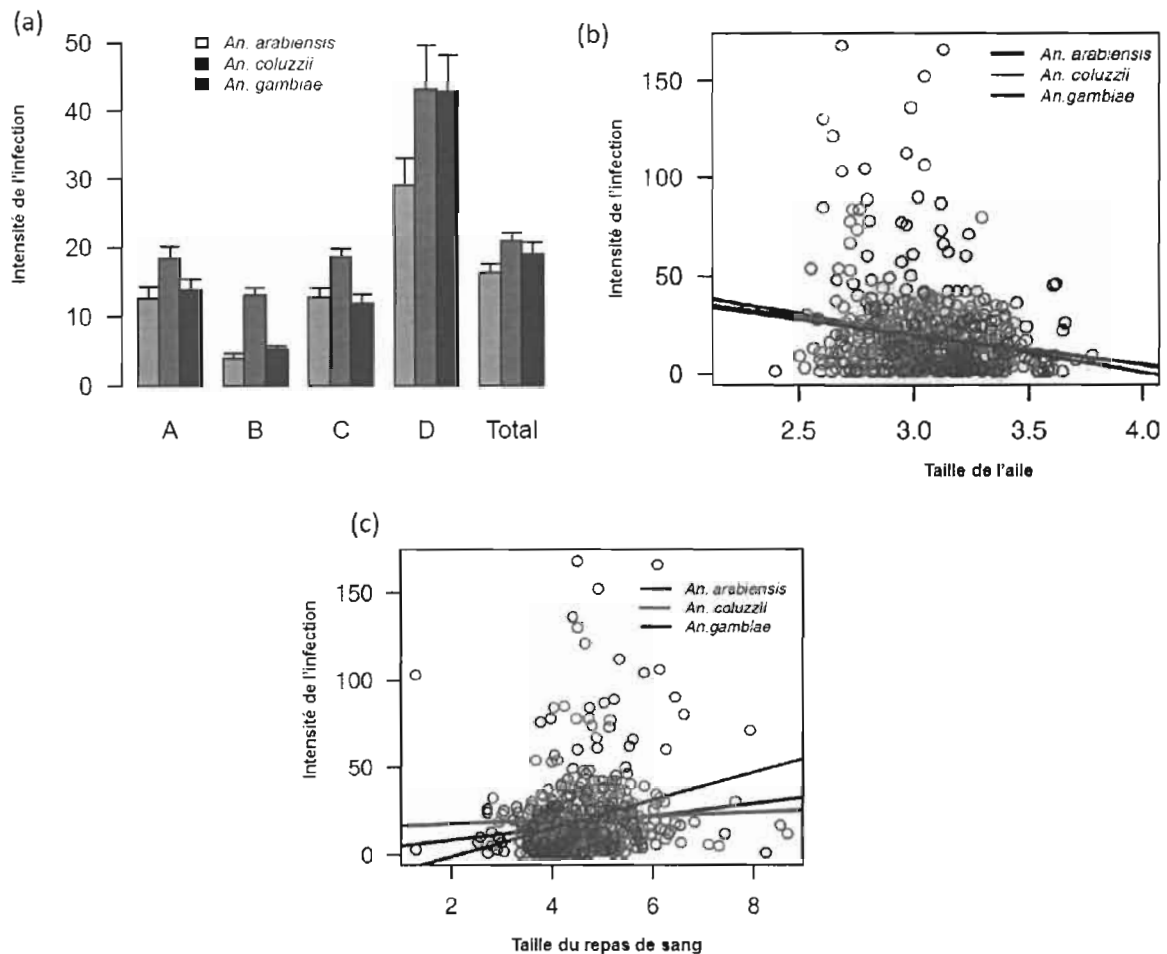 (a)
Intensité de l'infection
50
40
30
20
10
0
An. arabiensis
An. coluzzii
An. gambiae
A B C D Total
(b)
Intensité de l'infection
150
100
50
0
An. arabiensis
An. coluzzii
An.gambiae
2.5 3.0 3.5 4.0
Taille de l'aile
(c)
Intensité de l'infection
150
100
50
0
An. arabiensis
An. coluzzii
An.gambiae
2 4 6 8
Taille du repas de sang